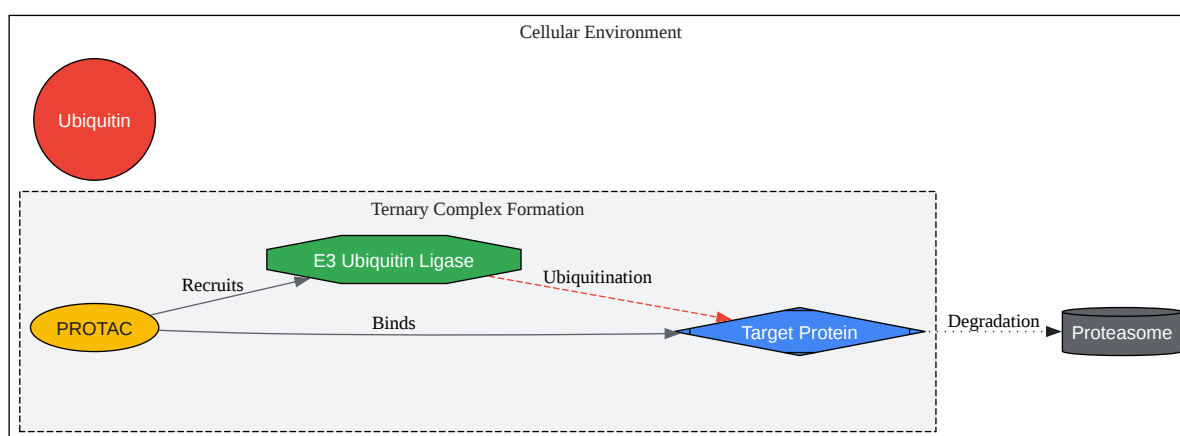 Cellular Environment
Ubiquitin
Ternary Complex Formation
E3 Ubiquitin Ligase
Recruits
Ubiquitination
PROTAC
Binds
Target Protein
Degradation
Proteasome